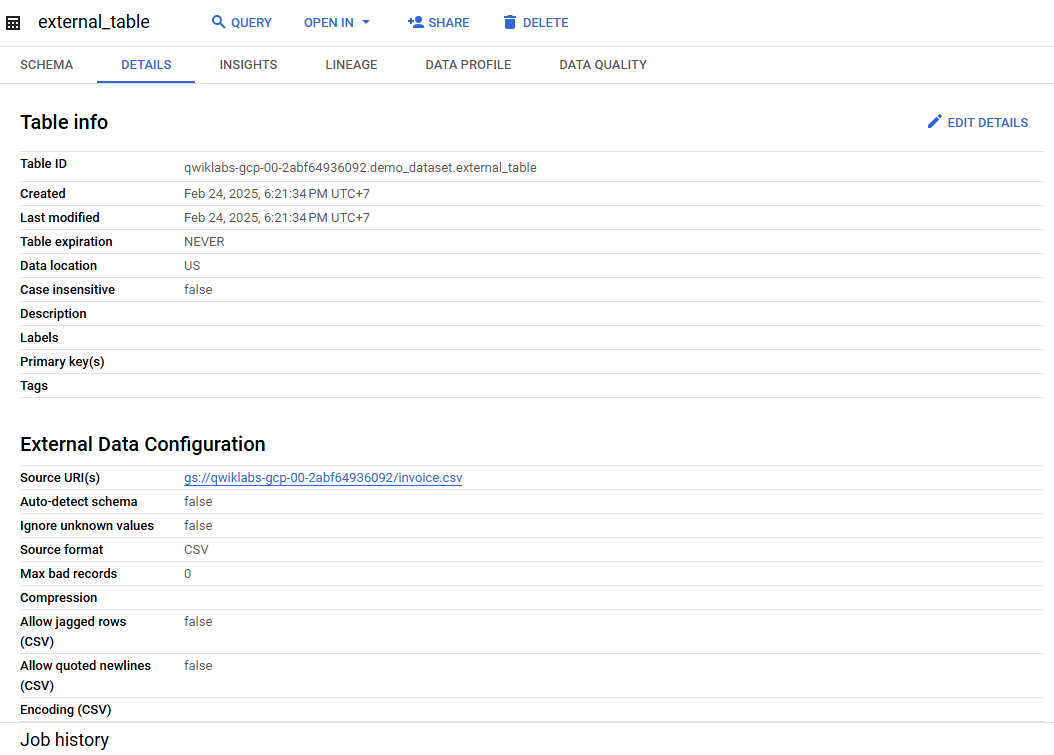 external_table QUERY OPEN IN SHARE DELETE
SCHEMA DETAILS INSIGHTS LINEAGE DATA PROFILE DATA QUALITY
Table info EDIT DETAILS
Table ID qwiklabs-gcp-00-2abf64936092.demo_dataset.external_table
Created Feb 24, 2025, 6:21:34 PM UTC+7
Last modified Feb 24, 2025, 6:21:34 PM UTC+7
Table expiration NEVER
Data location US
Case insensitive false
Description
Labels
Primary key(s)
Tags
External Data Configuration
Source URI(s) gs://qwiklabs-gcp-00-2abf64936092/invoice.csv
Auto-detect schema false
Ignore unknown values false
Source format CSV
Max bad records 0
Compression
Allow jagged rows false
(CSV)
Allow quoted newlines false
(CSV)
Encoding (CSV)
Job history